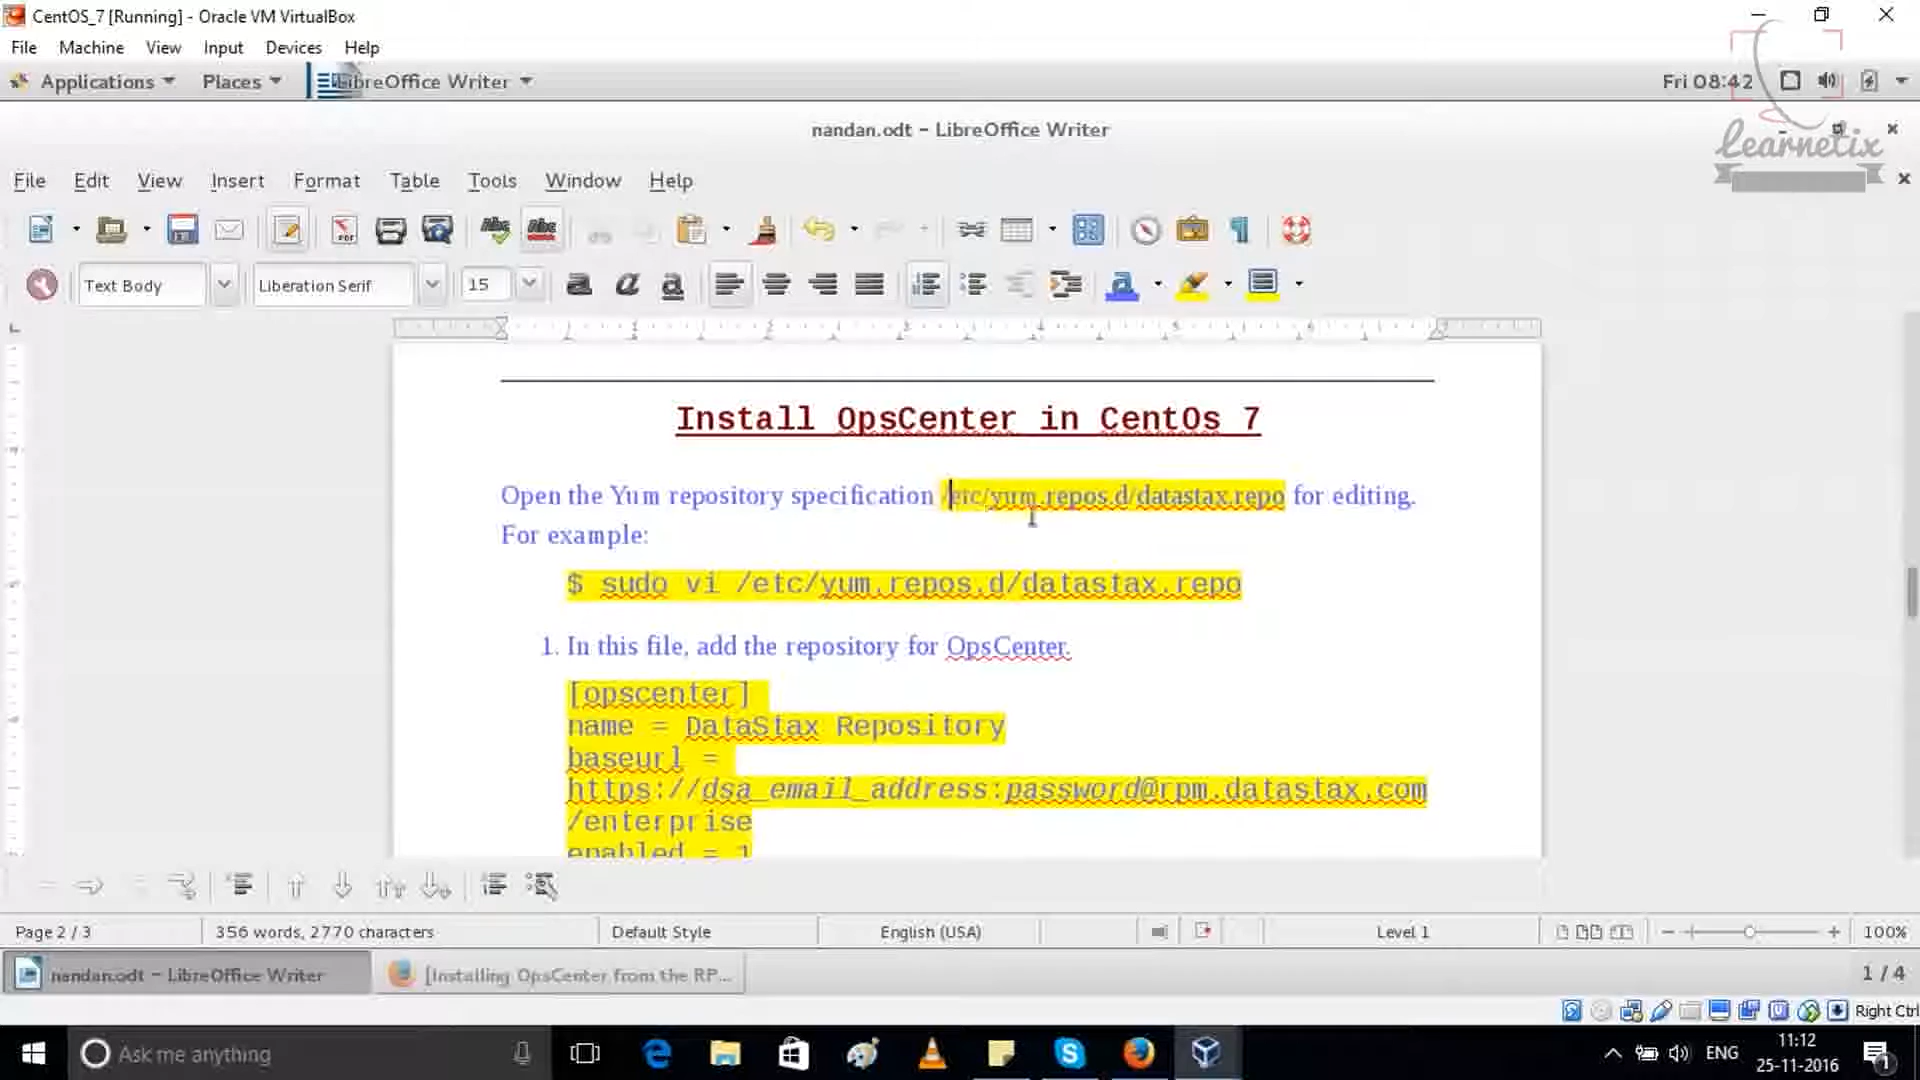 CentOS_7 [Running] - Oracle VM VirtualBox
File Machine View Input Devices Help
Applications Places LibreOffice Writer Fri 08:42
nandan.odt - LibreOffice Writer
learnetix
File Edit View Insert Format Table Tools Window Help
Text Body Liberation Serif 15
Install OpsCenter in CentOs 7
Open the Yum repository specification /etc/yum.repos.d/datastax.repo for editing.
For example:
$ sudo vi /etc/yum.repos.d/datastax.repo
1. In this file, add the repository for OpsCenter.
[opscenter]
name = DataStax Repository
baseurl =
https://dsa_email_address:password@rpm.datastax.com
/enterprise
enabled = 1
Page 2 / 3 356 words, 2770 characters Default Style English (USA) Level 1 100%
nandan.odt - LibreOffice Writer [Installing OpsCenter from the RP... 1 / 4
Right Ctrl
Ask me anything ENG 11:12
25-11-2016